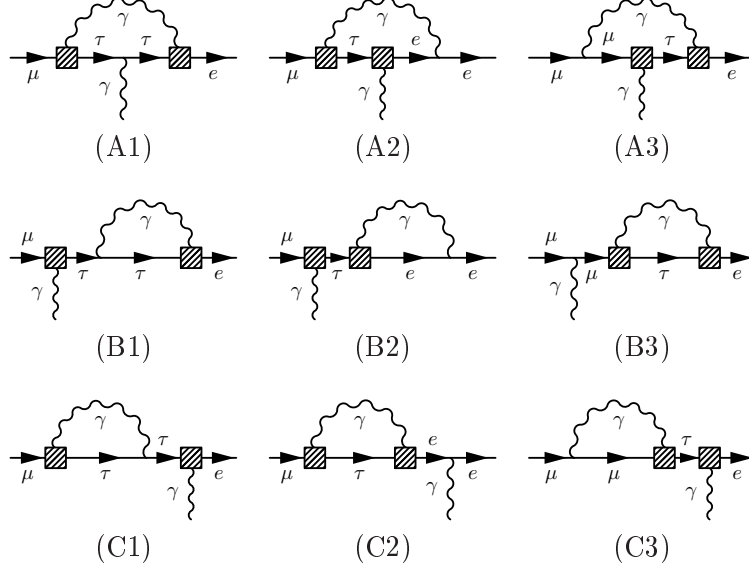 γ γ γ
τ τ τ e μ τ
μ e μ e μ e
γ γ γ
(A1) (A2) (A3)
γ γ γ
μ μ μ
τ τ e τ e e μ τ e
γ γ γ
(B1) (B2) (B3)
γ γ γ
τ e τ
μ τ e μ τ e μ μ e
γ γ γ
(C1) (C2) (C3)